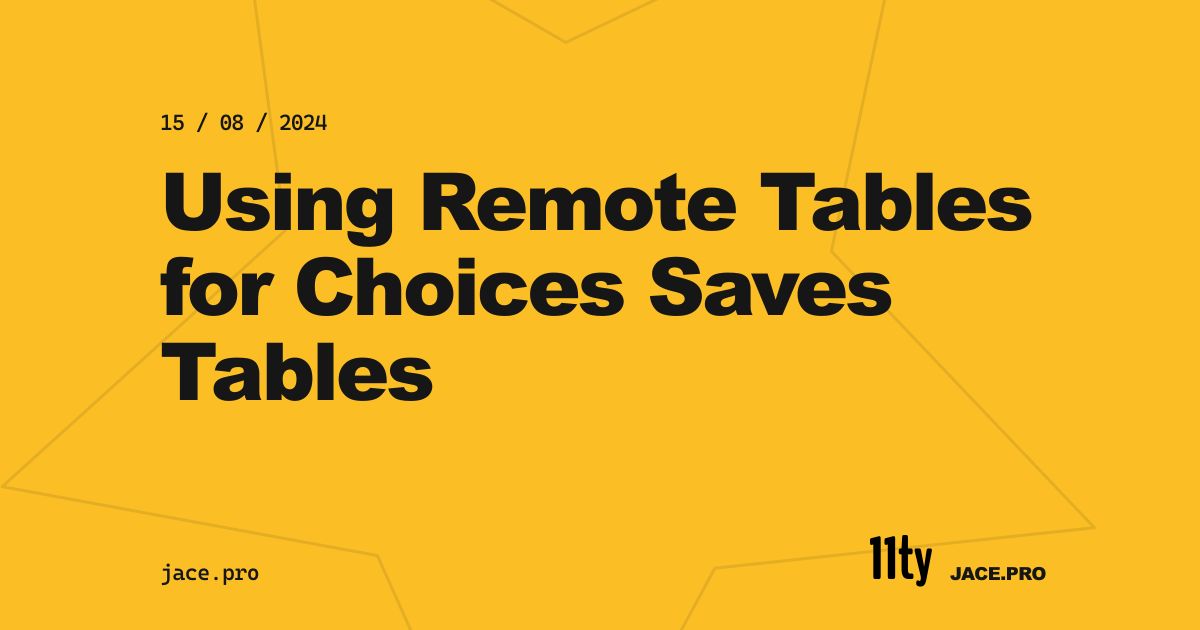 15 / 08 / 2024
Using Remote Tables
for Choices Saves
Tables
jace.pro
11ty JACE.PRO